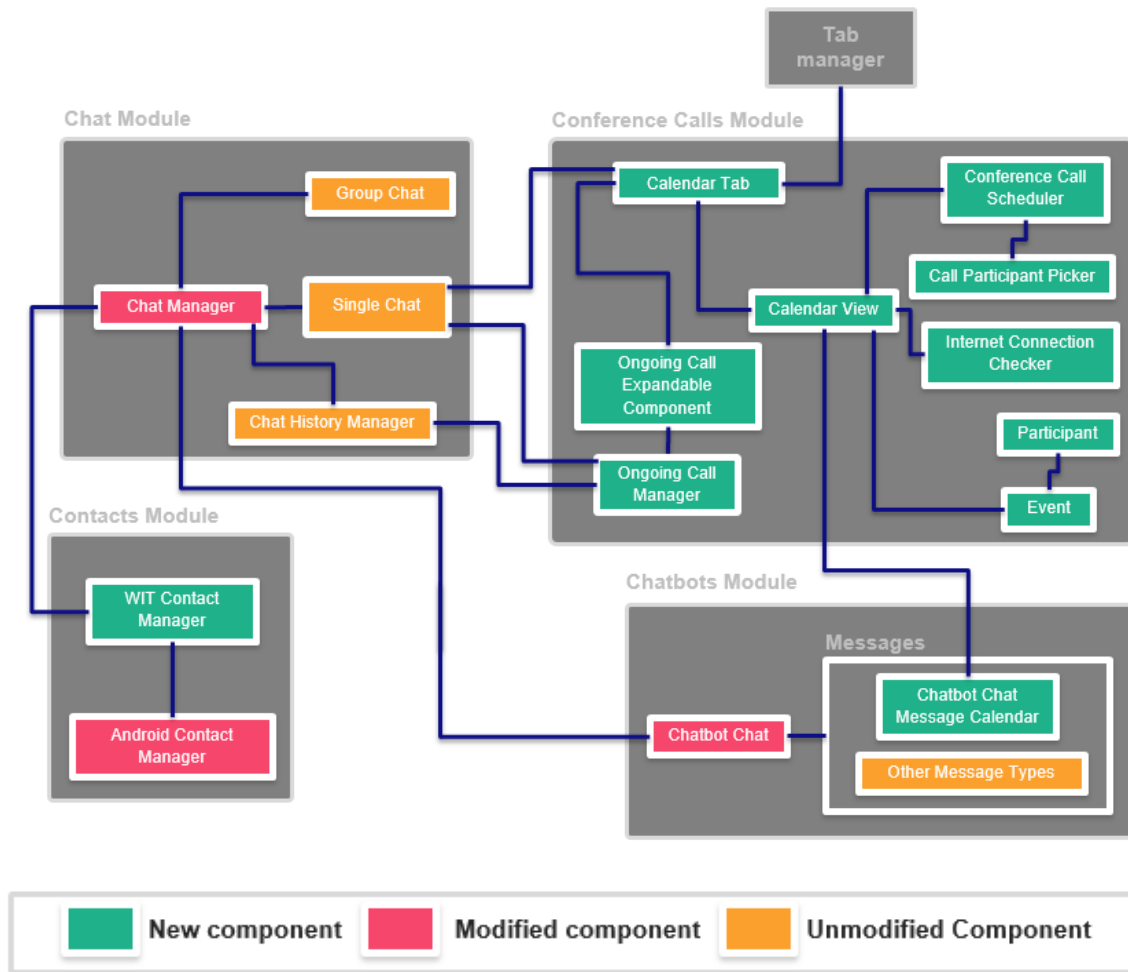 Tab
manager
Chat Module
Group Chat
Chat Manager
Single Chat
Chat History Manager
Conference Calls Module
Calendar Tab
Conference Call
Scheduler
Call Participant Picker
Calendar View
Internet Connection
Checker
Ongoing Call
Expandable
Component
Participant
Ongoing Call
Manager
Event
Contacts Module
WIT Contact
Manager
Android Contact
Manager
Chatbots Module
Messages
Chatbot Chat
Message Calendar
Chatbot Chat
Other Message Types
New component
Modified component
Unmodified Component